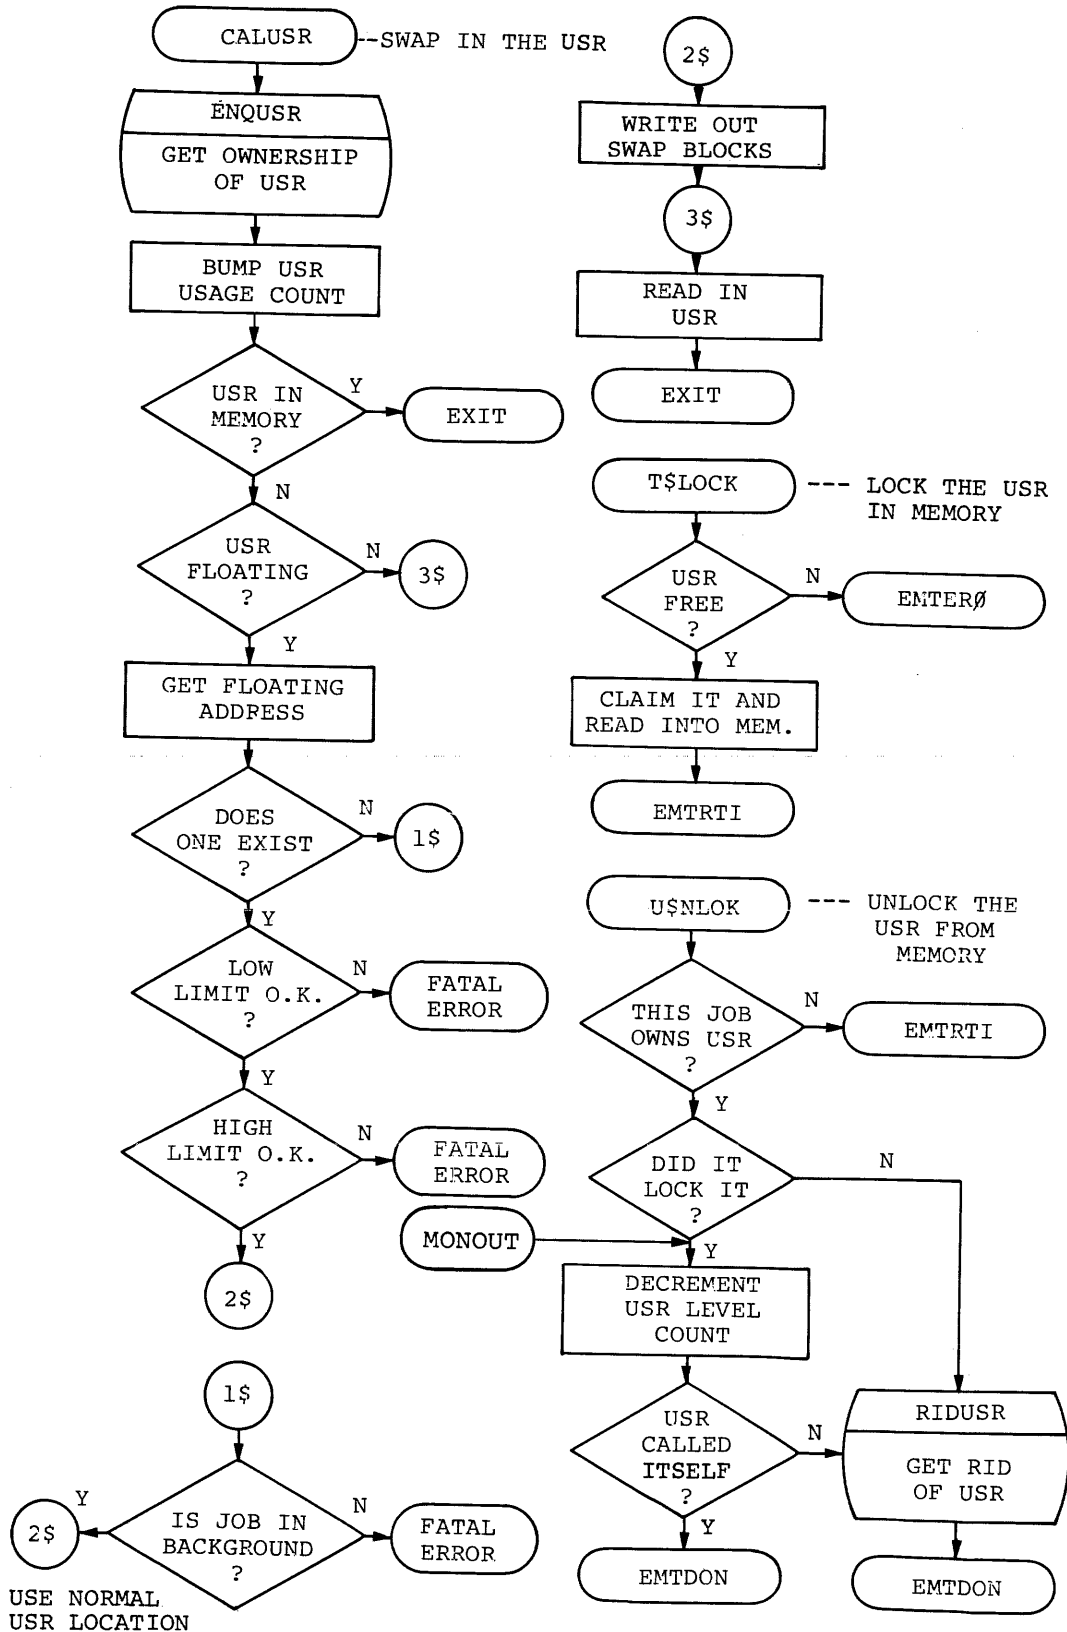 CALUSR
--SWAP IN THE USR
ENQUSR
GET OWNERSHIP
OF USR
BUMP USR
USAGE COUNT
USR IN
MEMORY
?
Y
EXIT
N
USR
FLOATING
?
N
3$
Y
GET FLOATING
ADDRESS
DOES
ONE EXIST
?
N
1$
Y
LOW
LIMIT O.K.
?
N
FATAL
ERROR
Y
HIGH
LIMIT O.K.
?
N
FATAL
ERROR
Y
2$
1$
IS JOB IN
BACKGROUND
?
Y
2$
USE NORMAL
USR LOCATION
N
FATAL
ERROR
2$
WRITE OUT
SWAP BLOCKS
3$
READ IN
USR
EXIT
T$LOCK
--- LOCK THE USR
IN MEMORY
USR
FREE
?
N
EMTERØ
Y
CLAIM IT AND
READ INTO MEM.
EMTRTI
U$NLOK
--- UNLOCK THE
USR FROM
MEMORY
THIS JOB
OWNS USR
?
N
EMTRTI
Y
DID IT
LOCK IT
?
N
MONOUT
Y
DECREMENT
USR LEVEL
COUNT
USR
CALLED
ITSELF
?
N
RIDUSR
GET RID
OF USR
Y
EMTDON
EMTDON